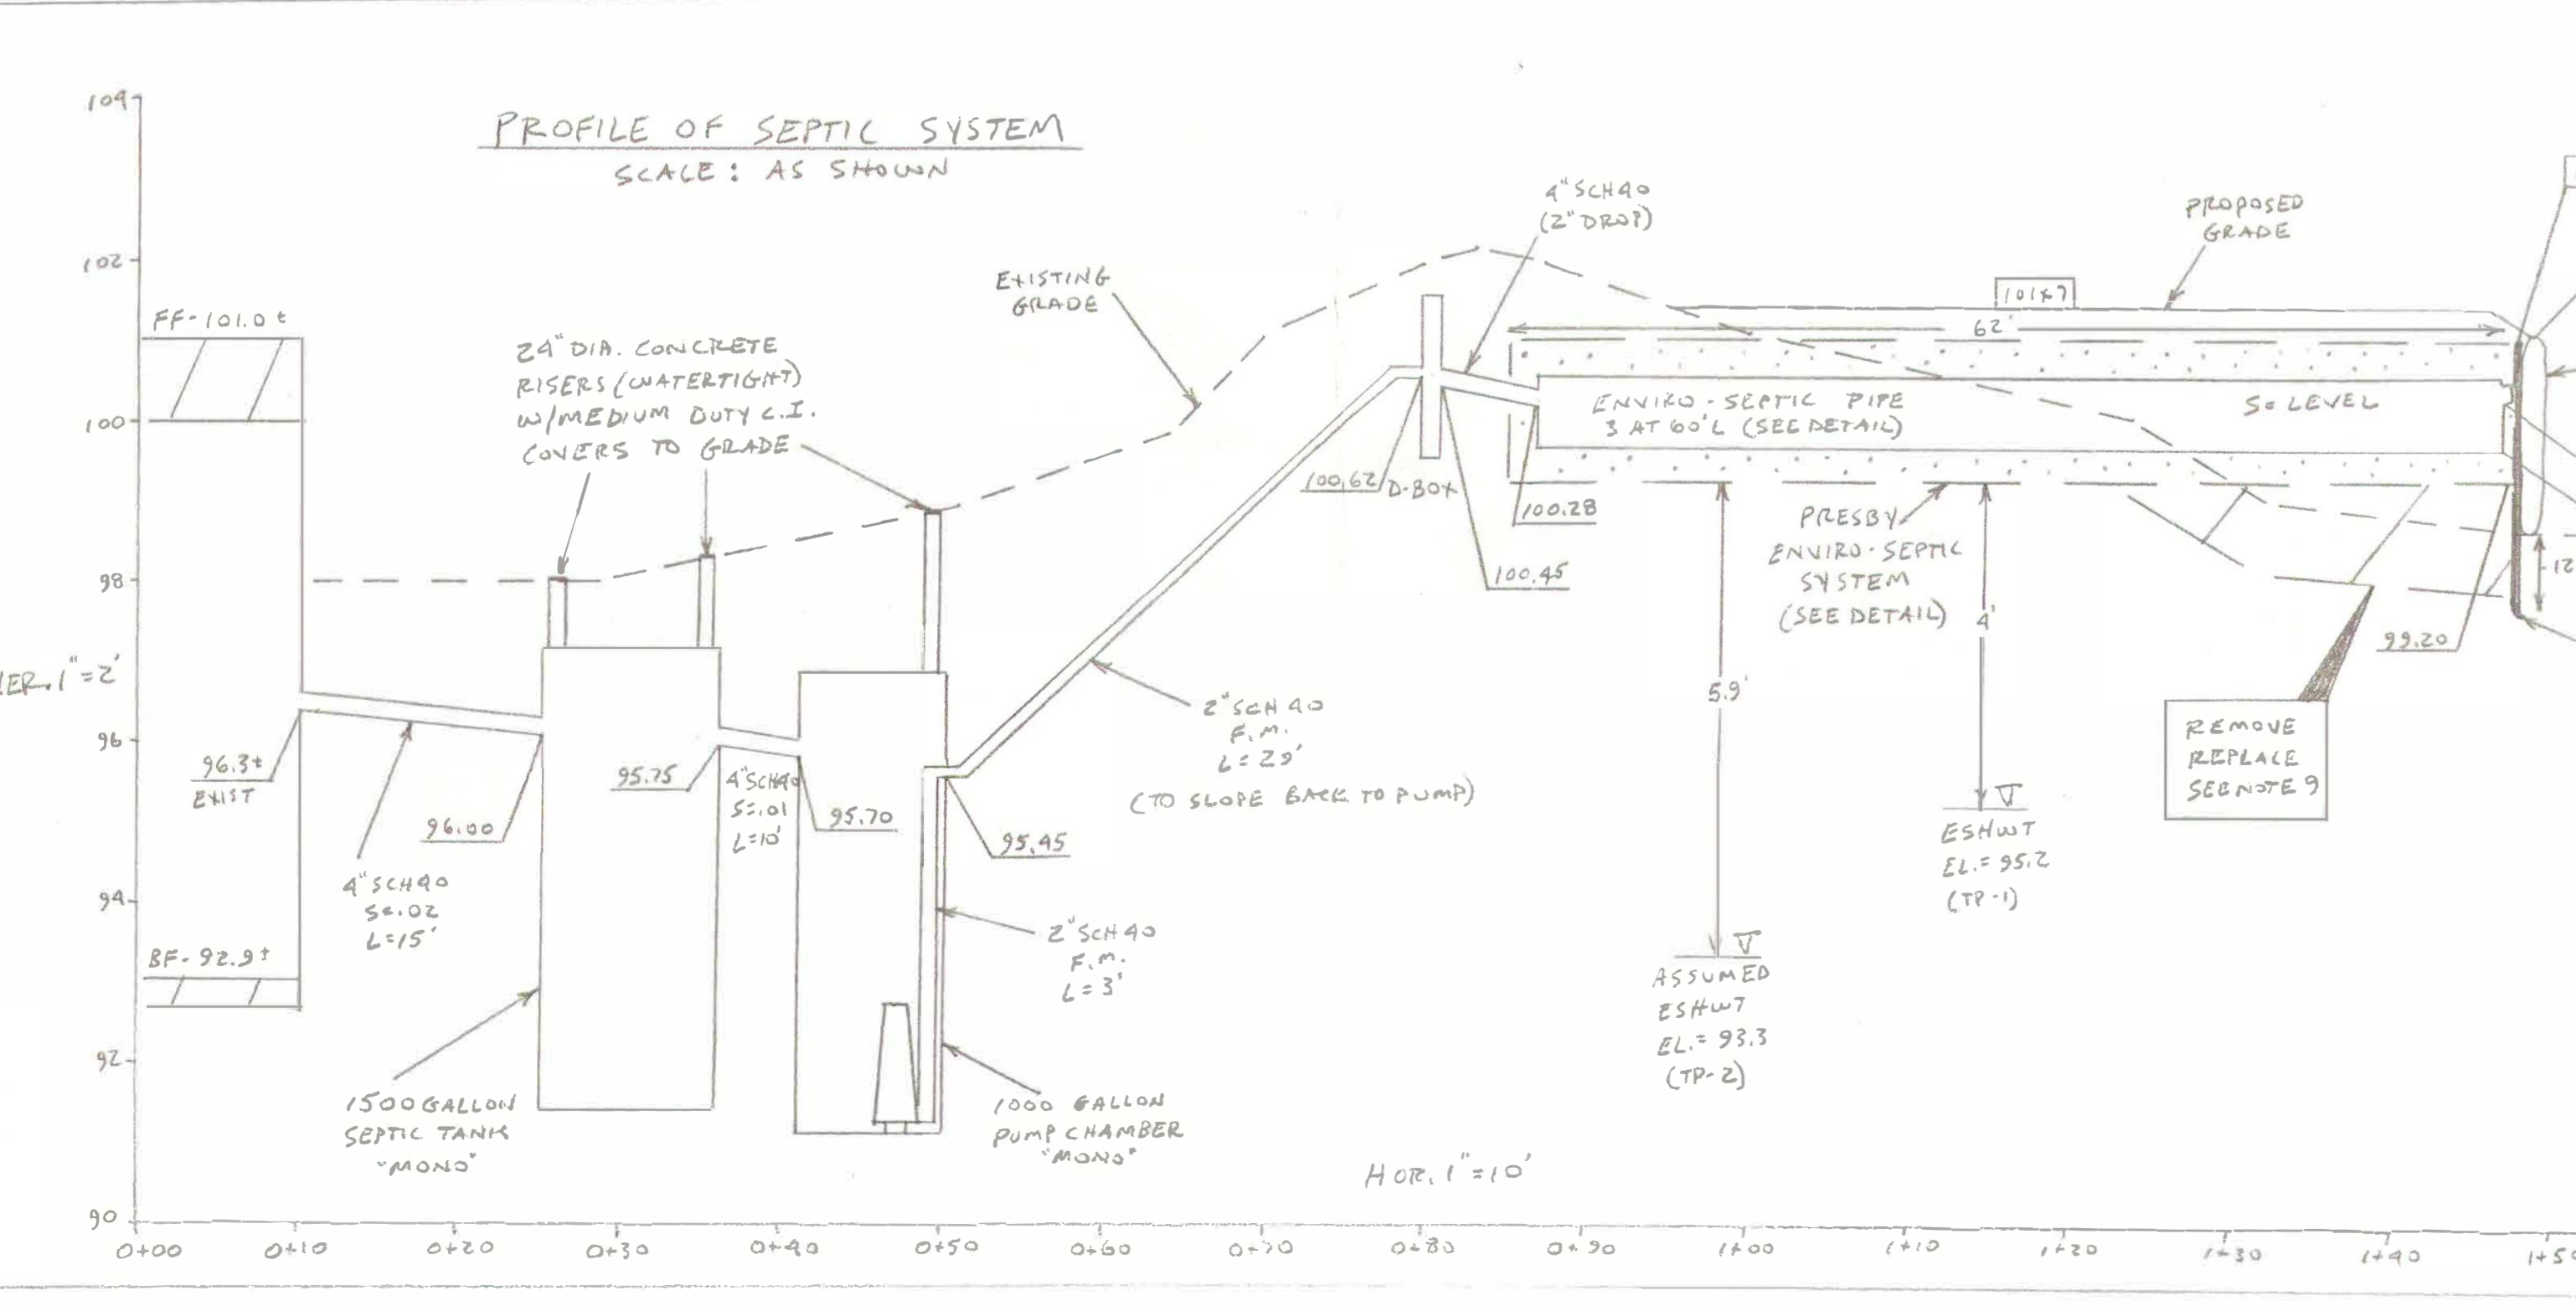 PROFILE OF SEPTIC SYSTEM
SCALE: AS SHOWN
104
102
100
98
96
94
92
90
VER. 1"=2'
FF-101.0±
24" DIA. CONCRETE
RISERS (WATERTIGHT)
W/MEDIUM DUTY C.I.
COVERS TO GRADE
EXISTING
GRADE
4" SCH40
(2" DROP)
PROPOSED
GRADE
62'
ENVIRO-SEPTIC PIPE
3 AT 60'L (SEE DETAIL)
S=LEVEL
100.62
D-BOX
100.28
100.45
PRESBY
ENVIRO-SEPTIC
SYSTEM
(SEE DETAIL)
4'
5.9'
99.20
12
REMOVE
REPLACE
SEE NOTE 9
96.3±
EXIST
96.00
95.75
4" SCH40
S=.01
L=10'
95.70
95.45
2" SCH 40
F.M.
L=29'
(TO SLOPE BACK TO PUMP)
4" SCH40
S=.02
L=15'
2" SCH 40
F.M.
L=3'
BF-92.9±
ESHWT
EL.=95.2
(TP-1)
ASSUMED
ESHWT
EL.=93.3
(TP-2)
1500 GALLON
SEPTIC TANK
"MONO"
1000 GALLON
PUMP CHAMBER
"MONO"
HOR. 1"=10'
0+00 0+10 0+20 0+30 0+40 0+50 0+60 0+70 0+80 0+90 1+00 1+10 1+20 1+30 1+40 1+50